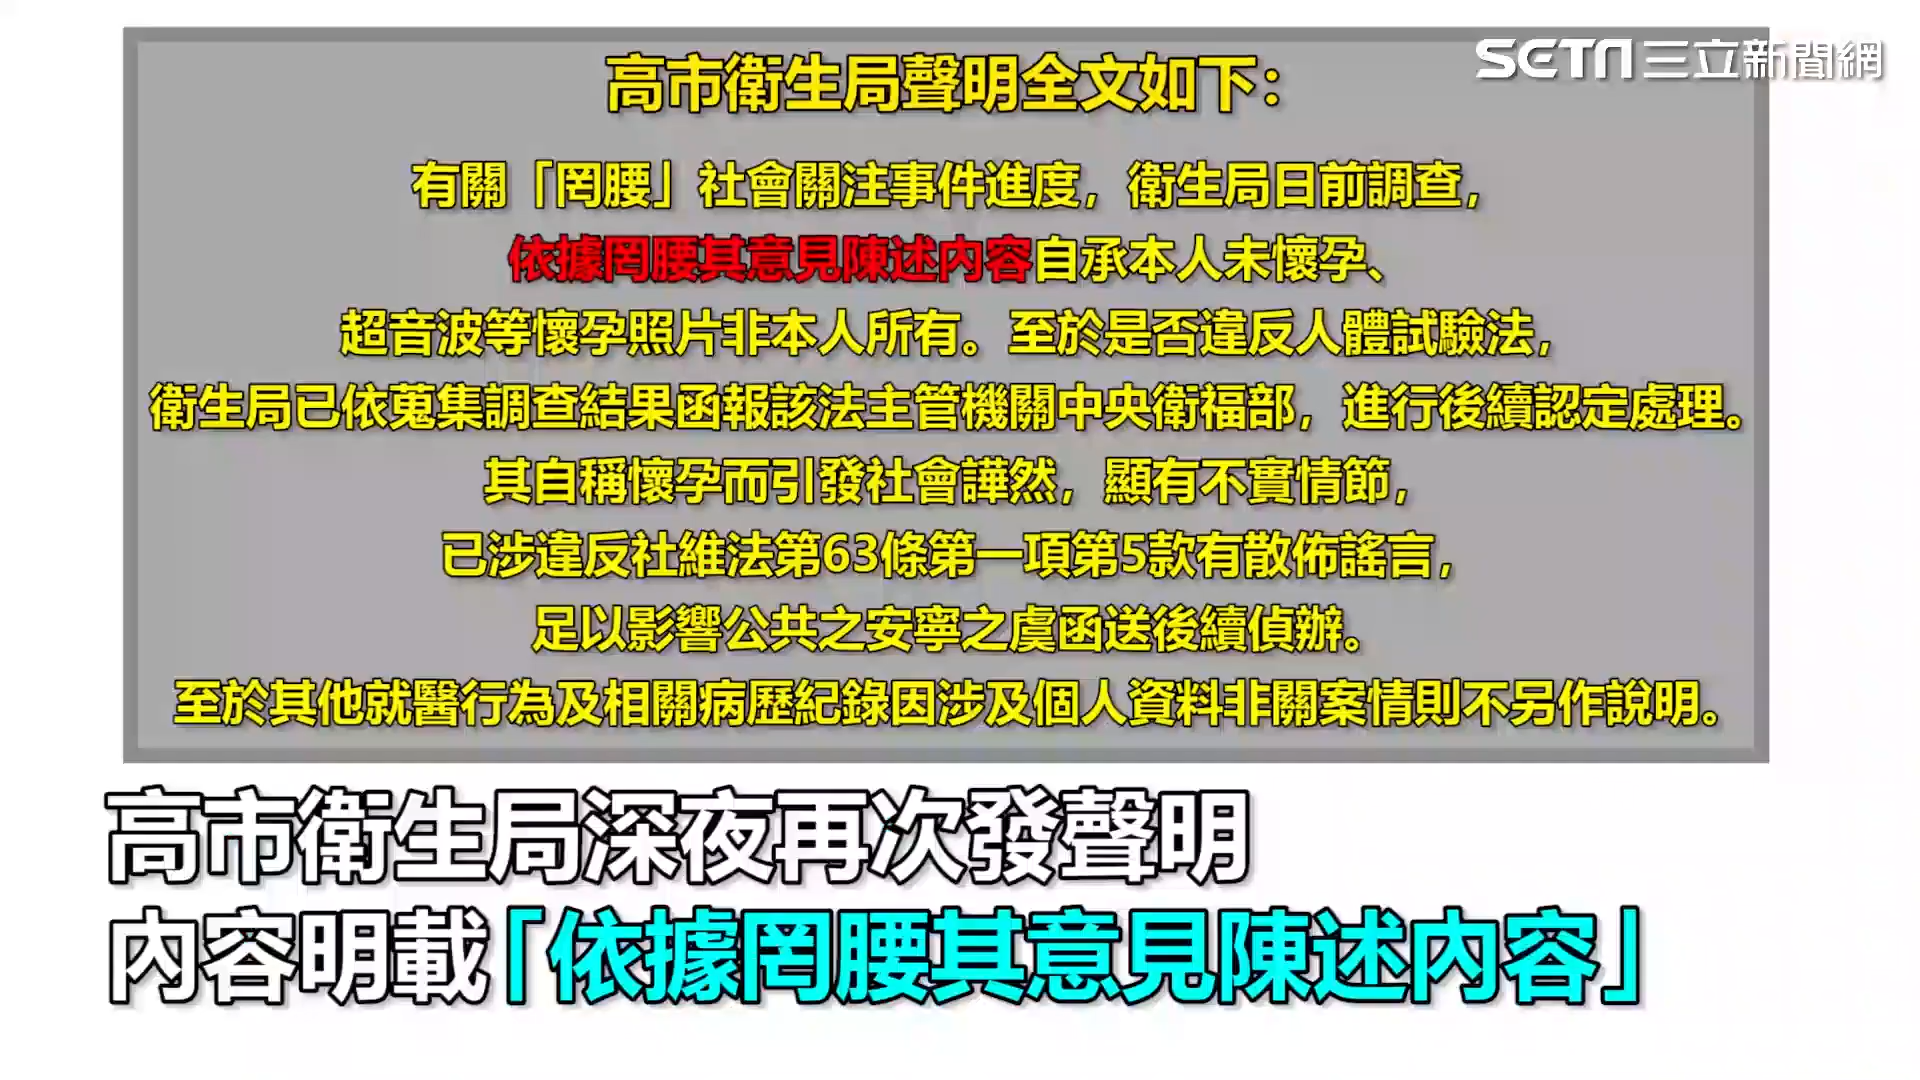 SETN三立新聞網
高市衛生局聲明全文如下：
有關「罔腰」社會關注事件進度，衛生局日前調查，
依據罔腰其意見陳述內容自承本人未懷孕、
超音波等懷孕照片非本人所有。至於是否違反人體試驗法，
衛生局已依蒐集調查結果函報該法主管機關中央衛福部，進行後續認定處理。
其自稱懷孕而引發社會譁然，顯有不實情節，
已涉違反社維法第63條第一項第5款有散佈謠言，
足以影響公共之安寧之虞函送後續偵辦。
至於其他就醫行為及相關病歷紀錄因涉及個人資料非關案情則不另作說明。
高市衛生局深夜再次發聲明
內容明載「依據罔腰其意見陳述內容」